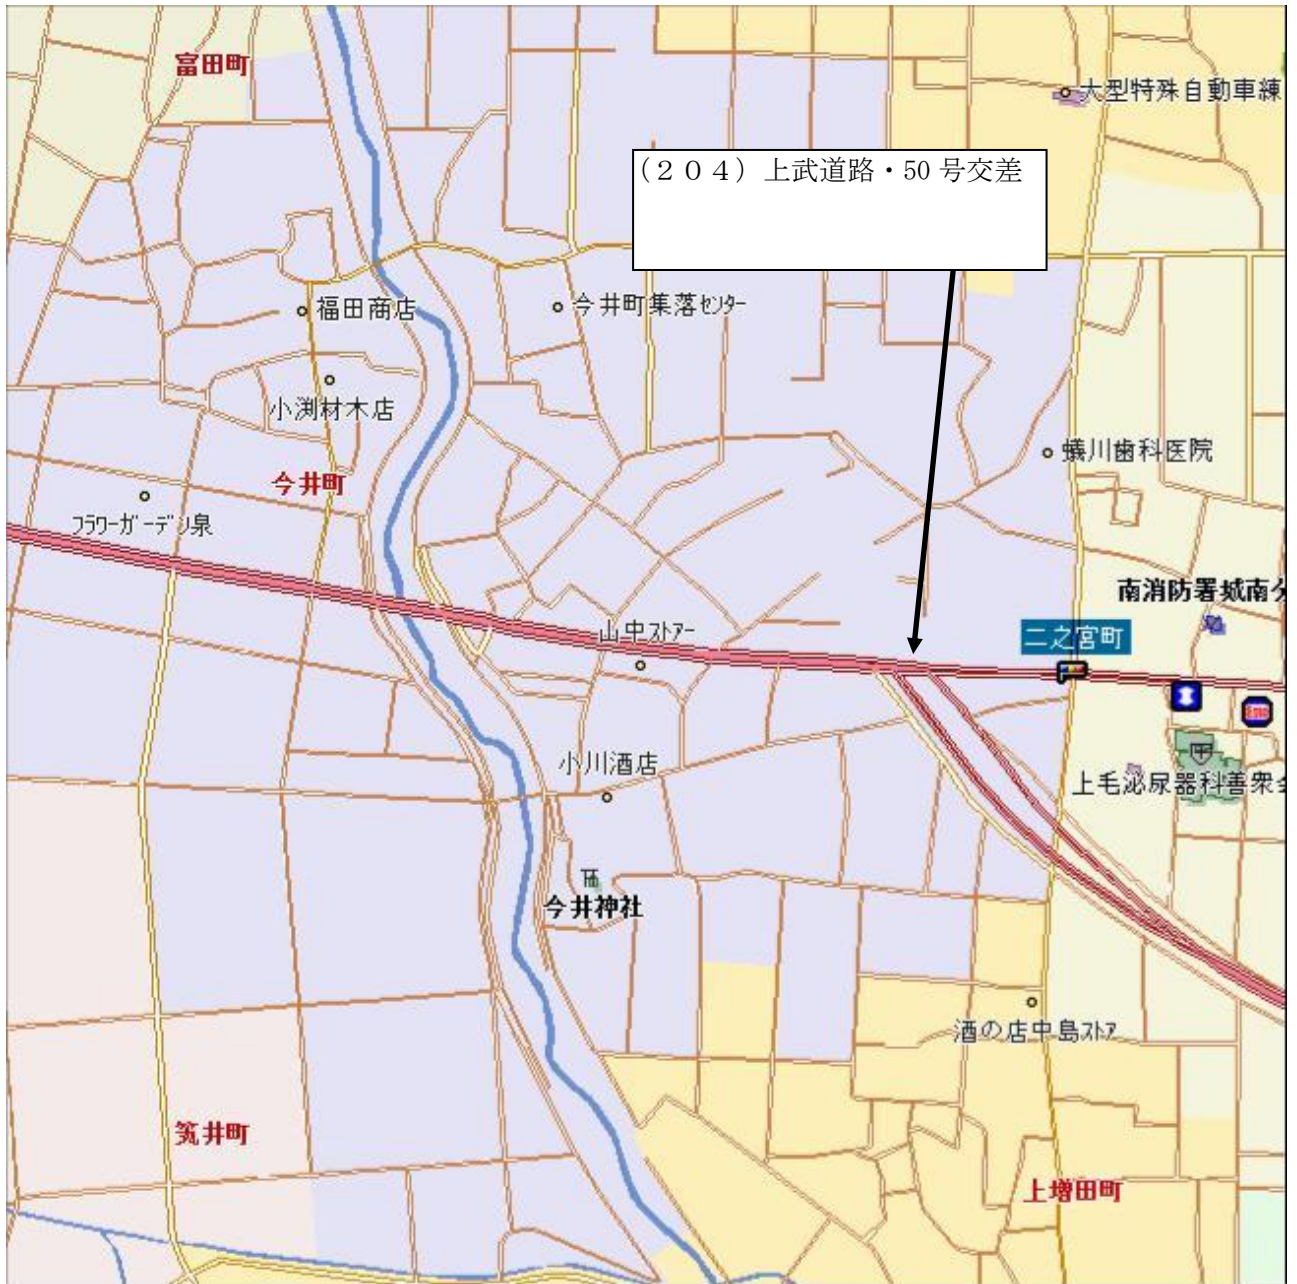 富田町
大型特殊自動車練
（２０４）上武道路・50 号交差
福田商店
今井町集落ｾﾝﾀｰ
小渕材木店
蟻川歯科医院
今井町
ﾌﾗﾜｰｶﾞｰﾃﾞﾝ泉
南消防署城南分
山中ｽﾄｱｰ
二之宮町
小川酒店
上毛泌尿器科善衆会
今井神社
酒の店中島ｽﾄｱ
筑井町
上増田町